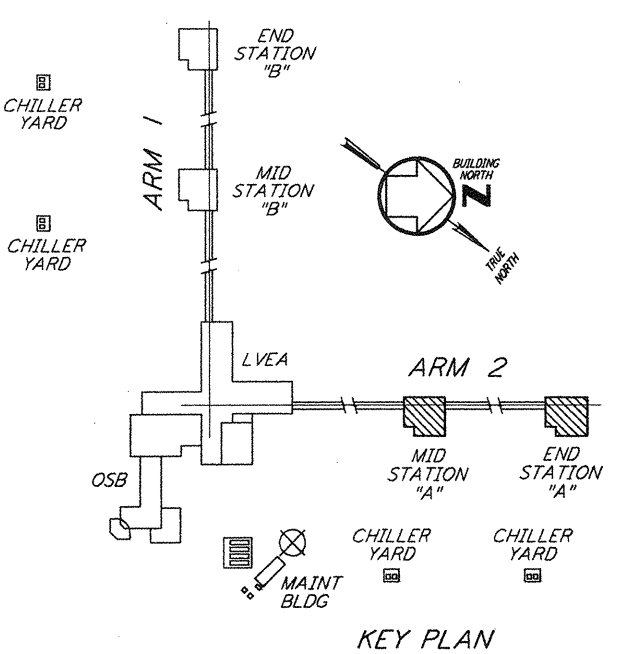 END
STATION
"B"
CHILLER
YARD
ARM 1
MID
STATION
"B"
BUILDING
NORTH
N
TRUE
NORTH
CHILLER
YARD
LVEA
ARM 2
MID
STATION
"A"
END
STATION
"A"
OSB
CHILLER
YARD
CHILLER
YARD
MAINT
BLDG
KEY PLAN